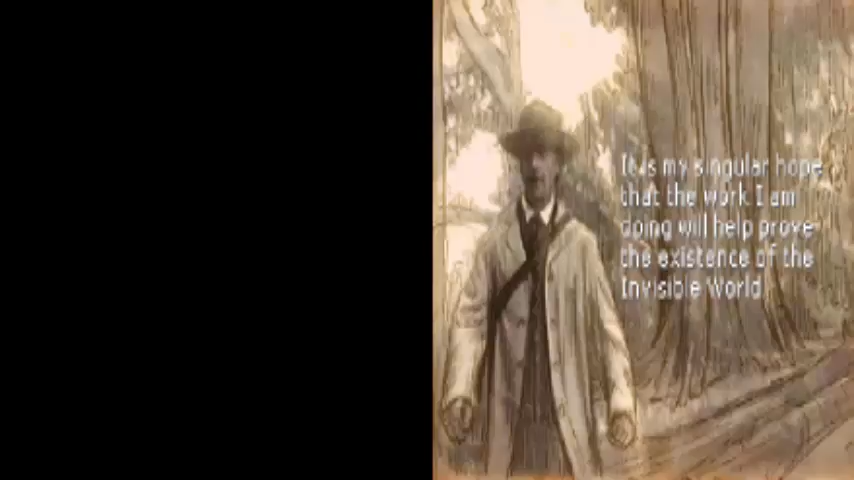 It is my singular hope
that the work I am
doing will help prove
the existence of the
Invisible World